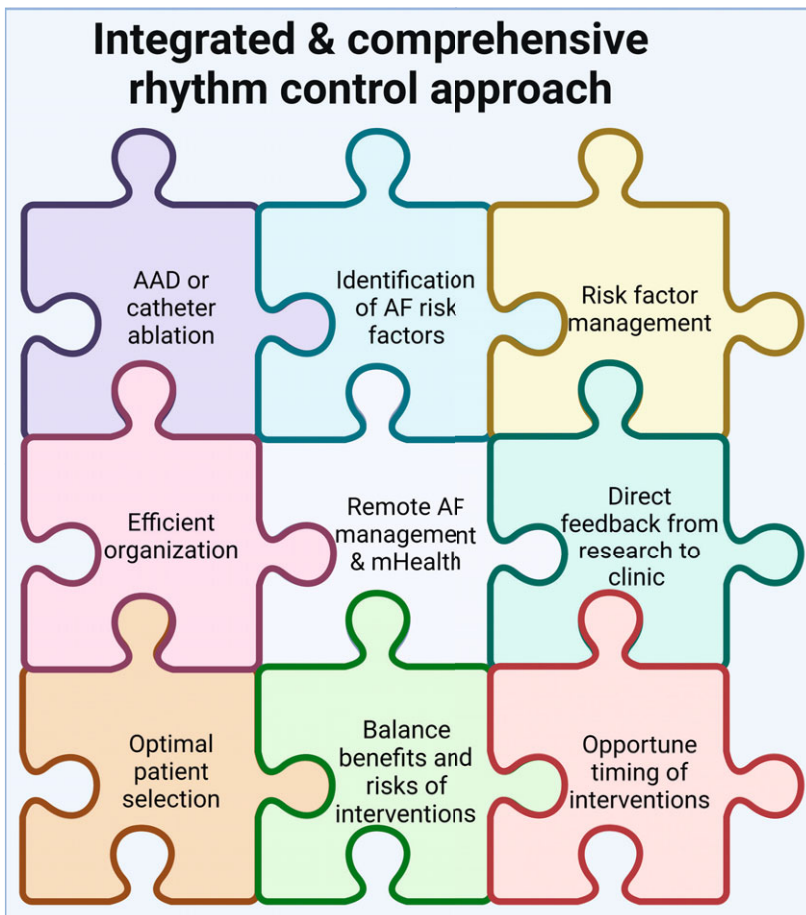 Integrated & comprehensive
rhythm control approach
AAD or
catheter
ablation
Identification
of AF risk
factors
Risk factor
management
Efficient
organization
Remote AF
management
& mHealth
Direct
feedback from
research to
clinic
Optimal
patient
selection
Balance
benefits and
risks of
interventions
Opportune
timing of
interventions